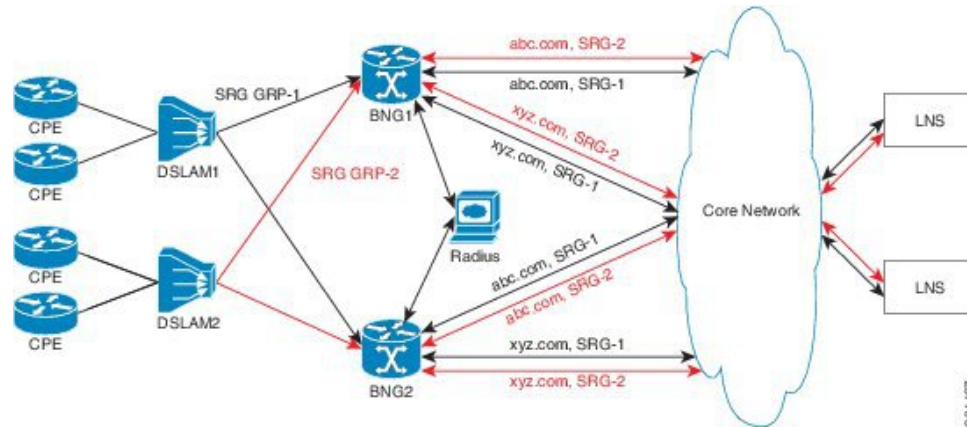 abc.com, SRG-2
abc.com, SRG-1
SRG GRP-1
BNG1
CPE
CPE
DSLAM1
xyz.com, SRG-2
xyz.com, SRG-1
SRG GRP-2
LNS
Core Network
Radius
CPE
CPE
DSLAM2
abc.com, SRG-1
abc.com, SRG-2
LNS
xyz.com, SRG-1
xyz.com, SRG-2
BNG2